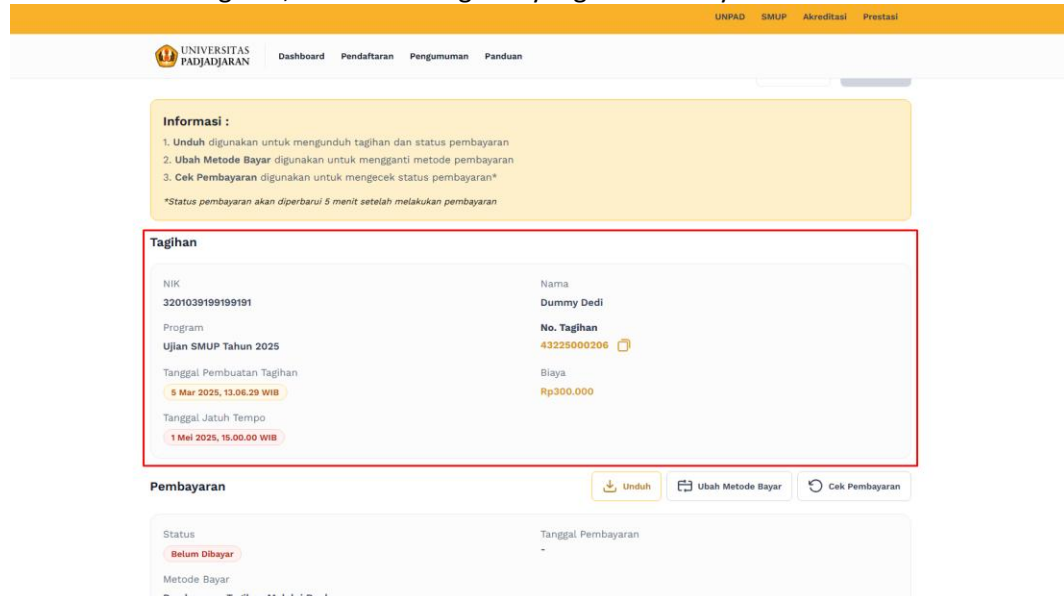 UNPAD SMUP Akreditasi Prestasi
UNIVERSITAS
PADJADJARAN
Dashboard Pendaftaran Pengumuman Panduan
Informasi :
1. Unduh digunakan untuk mengunduh tagihan dan status pembayaran
2. Ubah Metode Bayar digunakan untuk mengganti metode pembayaran
3. Cek Pembayaran digunakan untuk mengecek status pembayaran*
*Status pembayaran akan diperbarui 5 menit setelah melakukan pembayaran
Tagihan
NIK
3201039199199191
Nama
Dummy Dedi
Program
Ujian SMUP Tahun 2025
No. Tagihan
43225000206
Tanggal Pembuatan Tagihan
5 Mar 2025, 13.06.29 WIB
Biaya
Rp300.000
Tanggal Jatuh Tempo
1 Mei 2025, 15.00.00 WIB
Pembayaran
Unduh
Ubah Metode Bayar
Cek Pembayaran
Status
Belum Dibayar
Tanggal Pembayaran
-
Metode Bayar